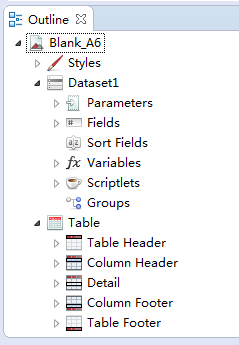 Outline
Blank_A6
Styles
Dataset1
Parameters
Fields
Sort Fields
fx Variables
Scriptlets
Groups
Table
Table Header
Column Header
Detail
Column Footer
Table Footer